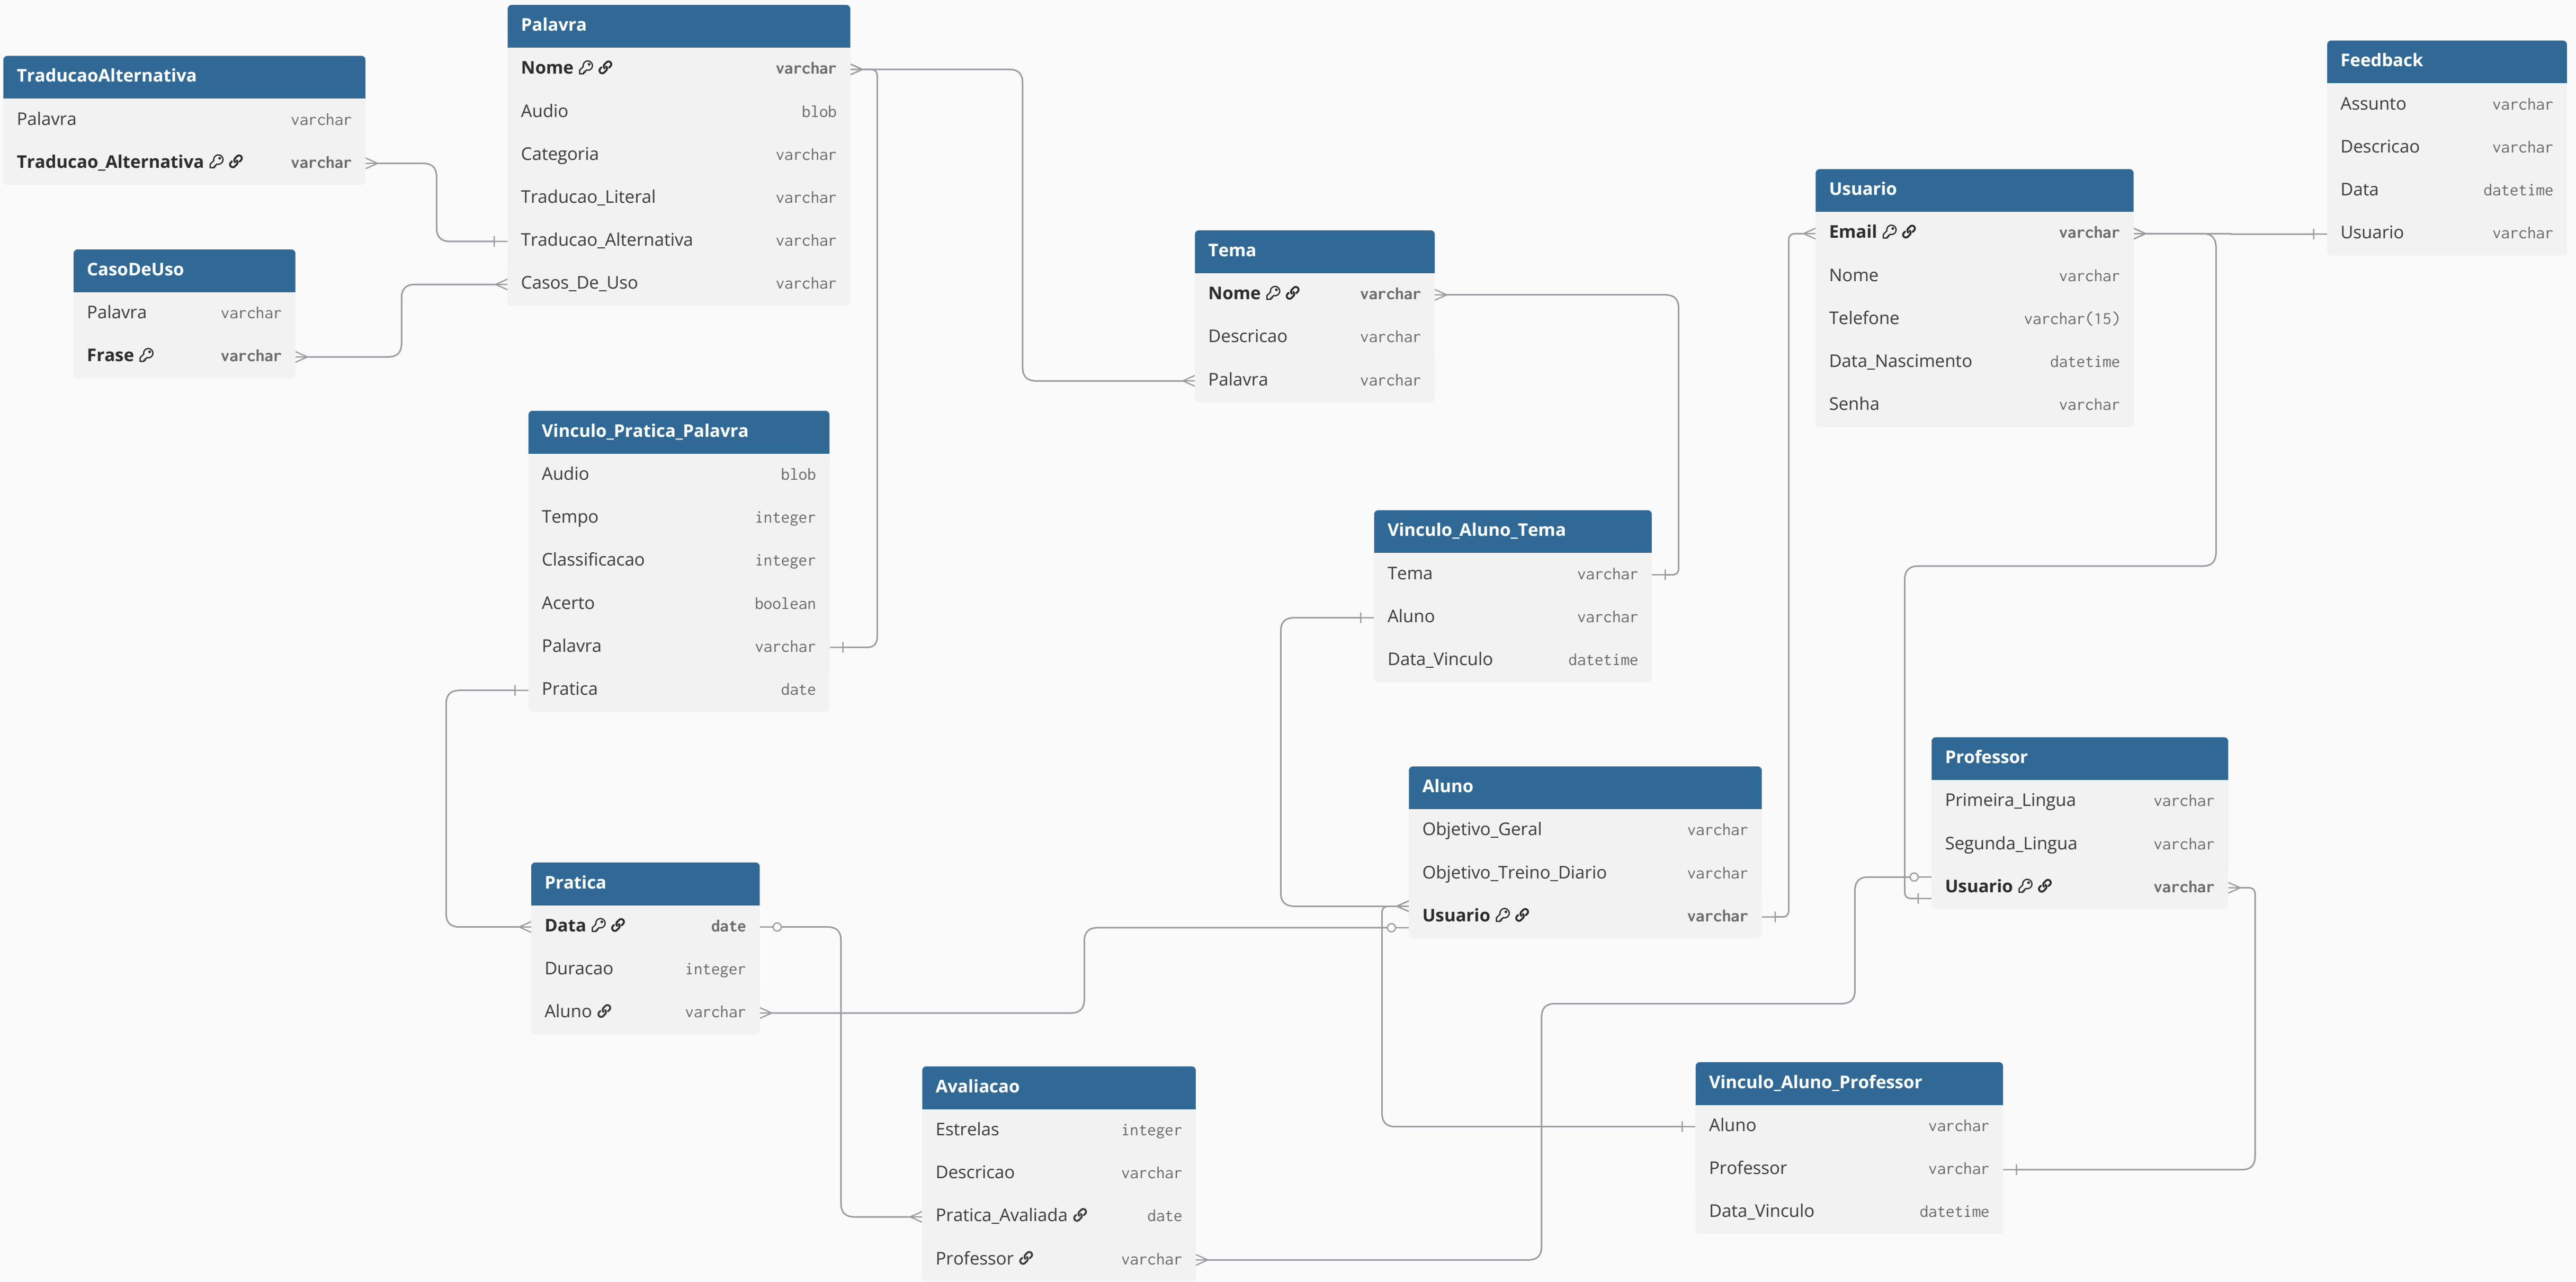 Palavra
Nome varchar
Audio blob
Categoria varchar
Traducao_Literal varchar
Traducao_Alternativa varchar
Casos_De_Uso varchar
TraducaoAlternativa
Palavra varchar
Traducao_Alternativa varchar
CasoDeUso
Palavra varchar
Frase varchar
Feedback
Assunto varchar
Descricao varchar
Data datetime
Usuario varchar
Usuario
Email varchar
Nome varchar
Telefone varchar(15)
Data_Nascimento datetime
Senha varchar
Tema
Nome varchar
Descricao varchar
Palavra varchar
Vinculo_Pratica_Palavra
Audio blob
Tempo integer
Classificacao integer
Acerto boolean
Palavra varchar
Pratica date
Vinculo_Aluno_Tema
Tema varchar
Aluno varchar
Data_Vinculo datetime
Professor
Primeira_Lingua varchar
Segunda_Lingua varchar
Usuario varchar
Aluno
Objetivo_Geral varchar
Objetivo_Treino_Diario varchar
Usuario varchar
Pratica
Data date
Duracao integer
Aluno varchar
Avaliacao
Estrelas integer
Descricao varchar
Pratica_Avaliada date
Professor varchar
Vinculo_Aluno_Professor
Aluno varchar
Professor varchar
Data_Vinculo datetime